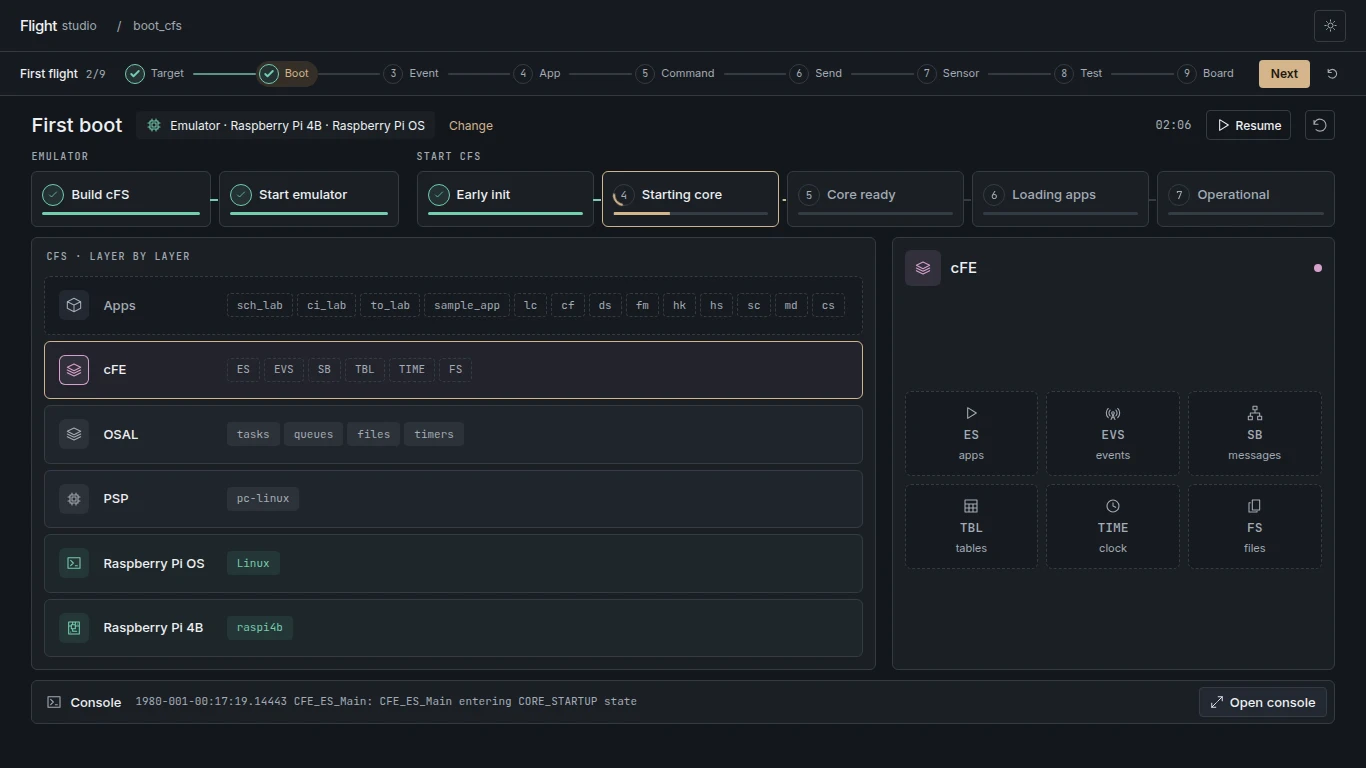 Flight studio / boot_cfs
First flight 2/9 Target Boot 3 Event 4 App 5 Command 6 Send 7 Sensor 8 Test 9 Board Next
First boot Emulator · Raspberry Pi 4B · Raspberry Pi OS Change 02:06 Resume
EMULATOR START CFS
Build cFS Start emulator Early init 4 Starting core 5 Core ready 6 Loading apps 7 Operational
CFS · LAYER BY LAYER
Apps sch_lab ci_lab to_lab sample_app lc cf ds fm hk hs sc md cs
cFE ES EVS SB TBL TIME FS
OSAL tasks queues files timers
PSP pc-linux
Raspberry Pi OS Linux
Raspberry Pi 4B raspi4b
cFE
ES EVS SB
apps events messages
TBL TIME FS
tables clock files
Console 1980-001-00:17:19.14443 CFE_ES_Main: CFE_ES_Main entering CORE_STARTUP state Open console